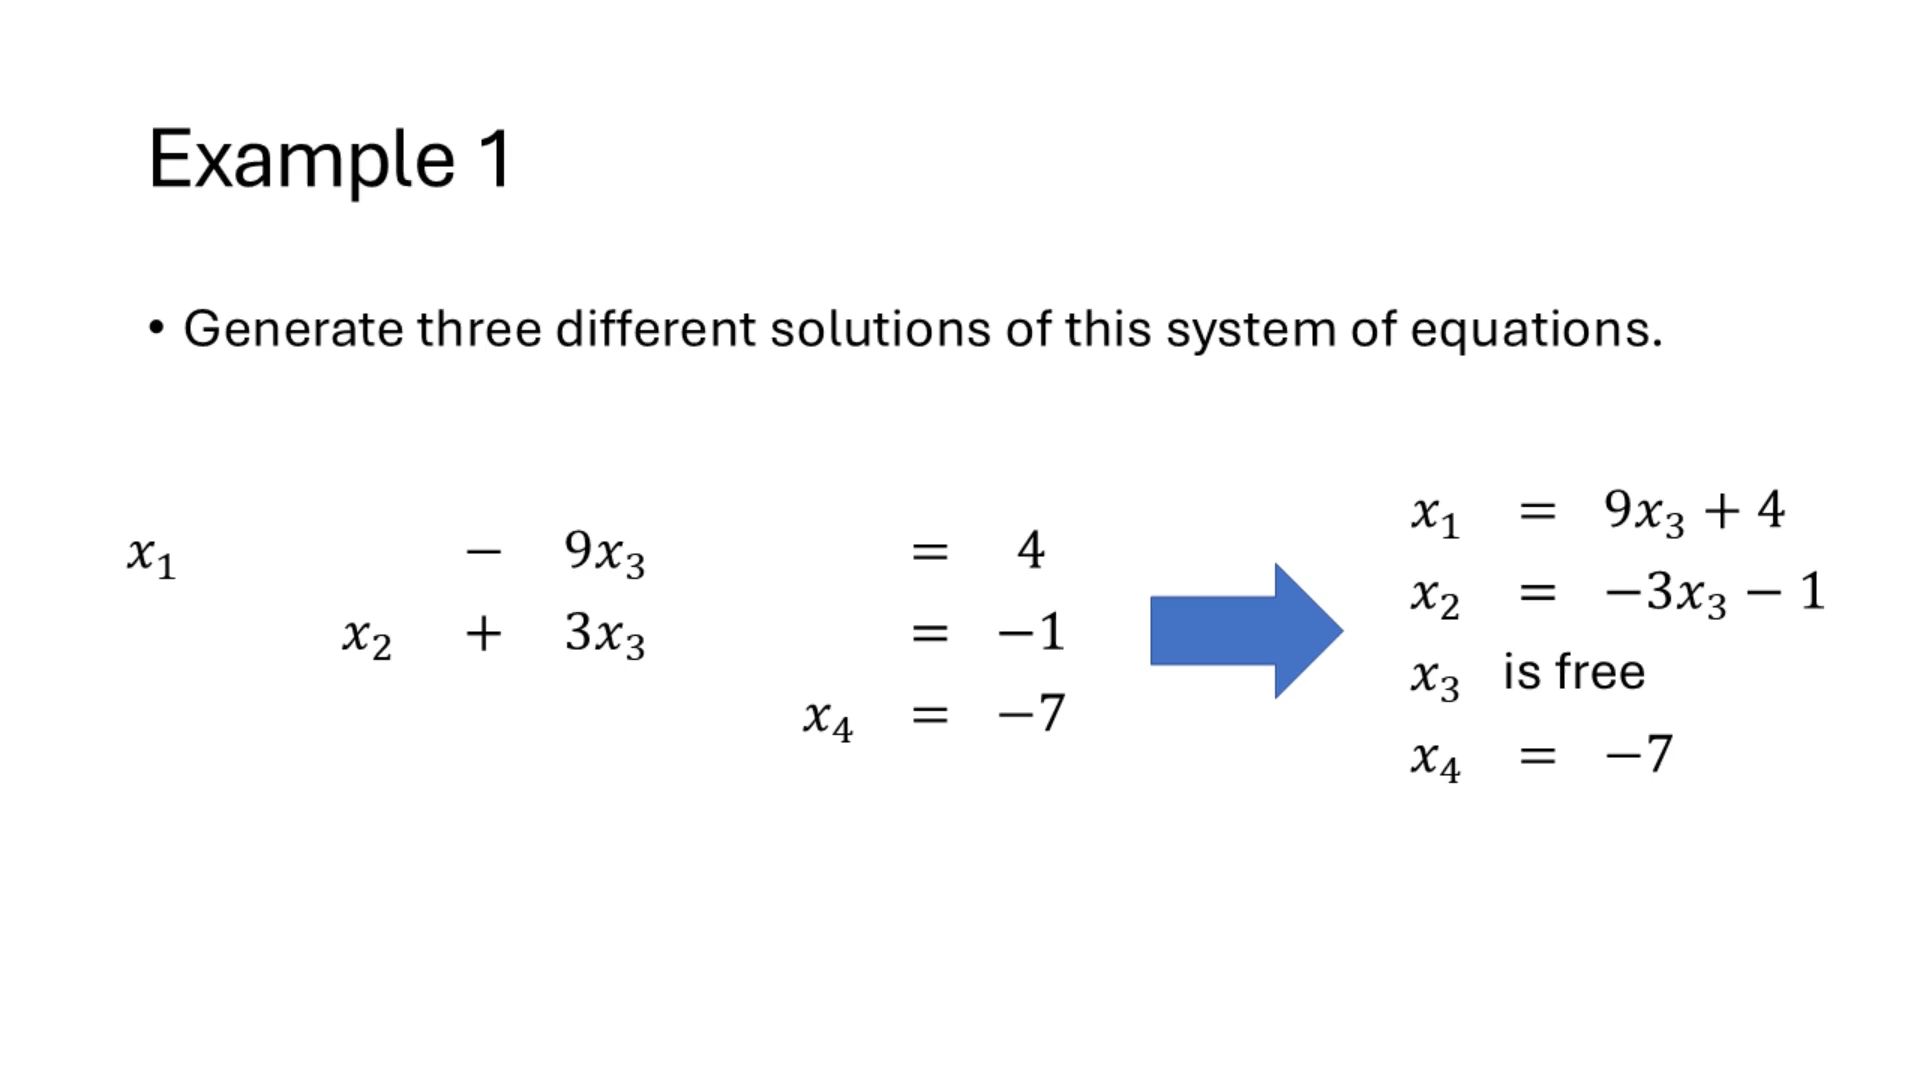 Example 1
• Generate three different solutions of this system of equations.
x₁ − 9x₃ = 4
x₂ + 3x₃ = −1
x₄ = −7
x₁ = 9x₃ + 4
x₂ = −3x₃ − 1
x₃ is free
x₄ = −7